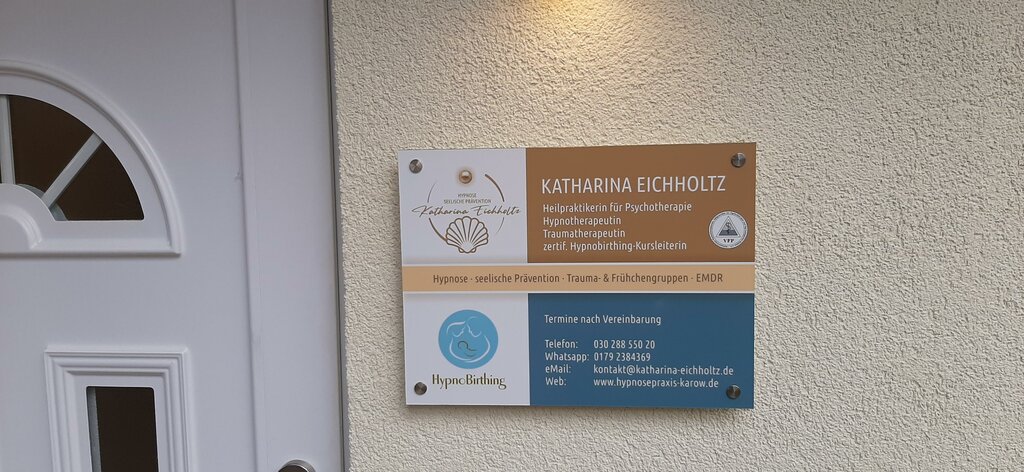 HYPNOSE
SEELISCHE PRÄVENTION
Katharina Eichholtz
KATHARINA EICHHOLTZ
Heilpraktikerin für Psychotherapie
Hypnotherapeutin
Traumatherapeutin
zertif. Hypnobirthing-Kursleiterin
VFP
Hypnose · seelische Prävention · Trauma- & Frühchengruppen · EMDR
HypnoBirthing
Termine nach Vereinbarung
Telefon: 030 288 550 20
Whatsapp: 0179 2384369
eMail: kontakt@katharina-eichholtz.de
Web: www.hypnosepraxis-karow.de